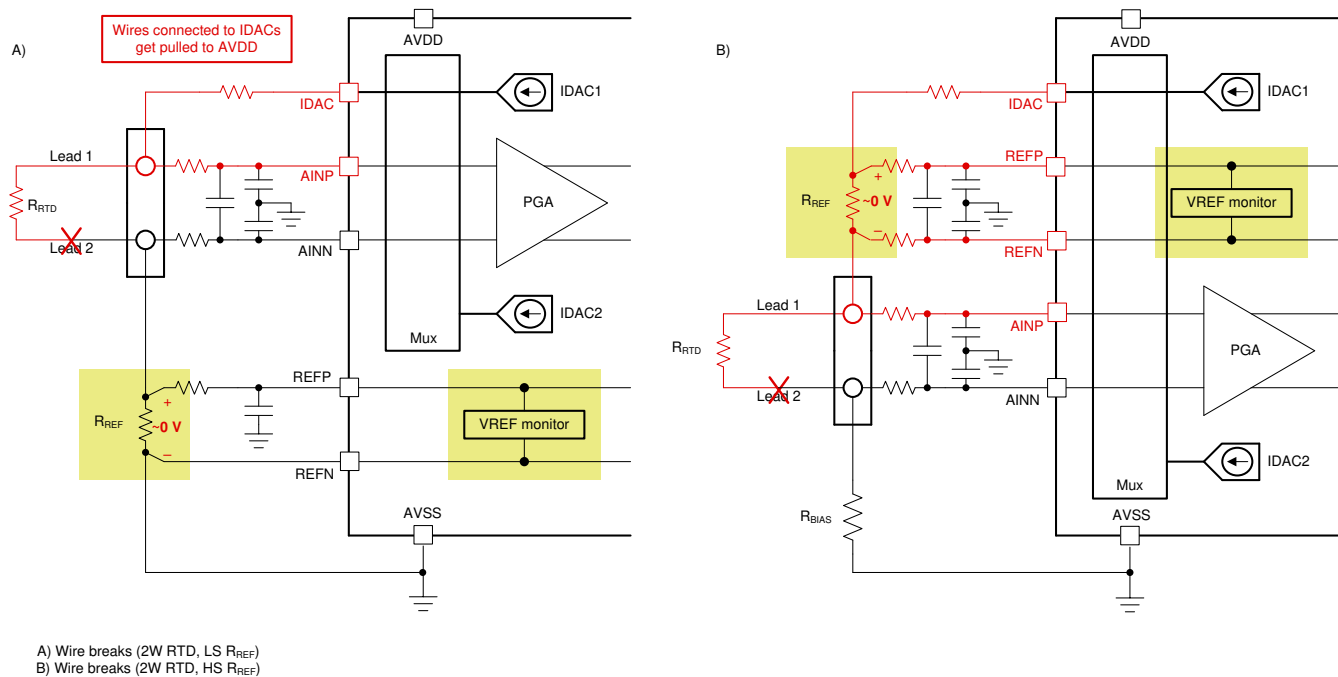 Wires connected to IDACs
get pulled to AVDD
A)
AVDD
IDAC
IDAC1
Lead 1
AINP
RRTD
PGA
Lead 2
AINN
IDAC2
Mux
REFP
+
RREF
~0 V
VREF monitor
–
REFN
AVSS
B)
AVDD
IDAC
IDAC1
REFP
+
RREF
~0 V
VREF monitor
–
REFN
Lead 1
AINP
RRTD
PGA
Lead 2
AINN
IDAC2
Mux
RBIAS
AVSS
A) Wire breaks (2W RTD, LS RREF)
B) Wire breaks (2W RTD, HS RREF)